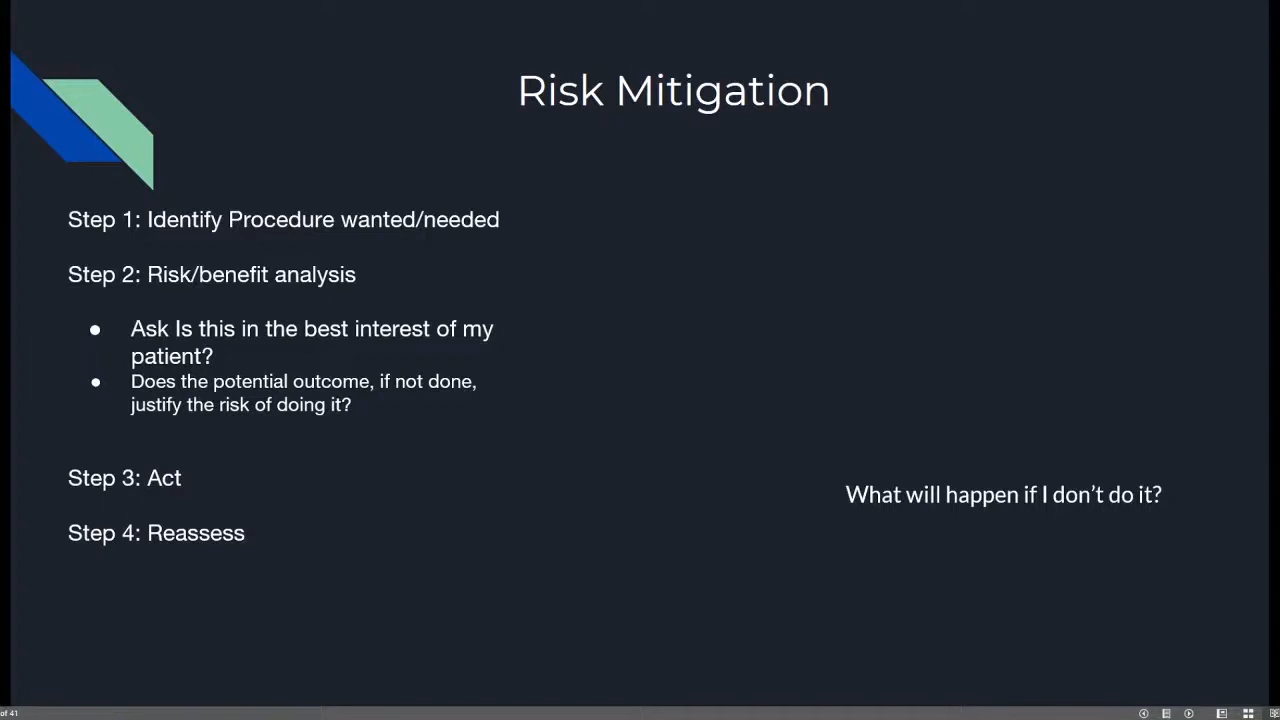 Risk Mitigation
Step 1: Identify Procedure wanted/needed
Step 2: Risk/benefit analysis
● Ask Is this in the best interest of my
patient?
● Does the potential outcome, if not done,
justify the risk of doing it?
Step 3: Act
What will happen if I don’t do it?
Step 4: Reassess
of 41